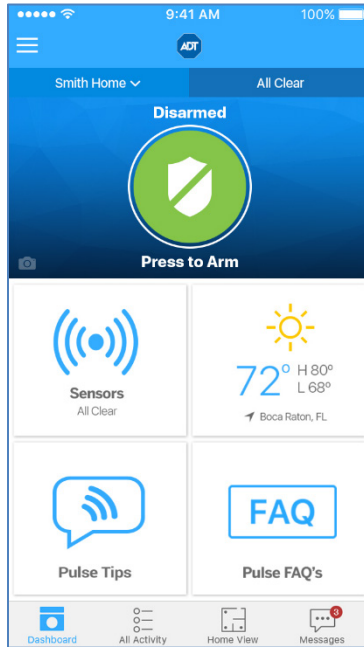 9:41 AM 100%
ADT
Smith Home All Clear
Disarmed
Press to Arm
Sensors
All Clear
72° H 80°
L 68°
Boca Raton, FL
Pulse Tips
FAQ
Pulse FAQ's
3
Dashboard All Activity Home View Messages